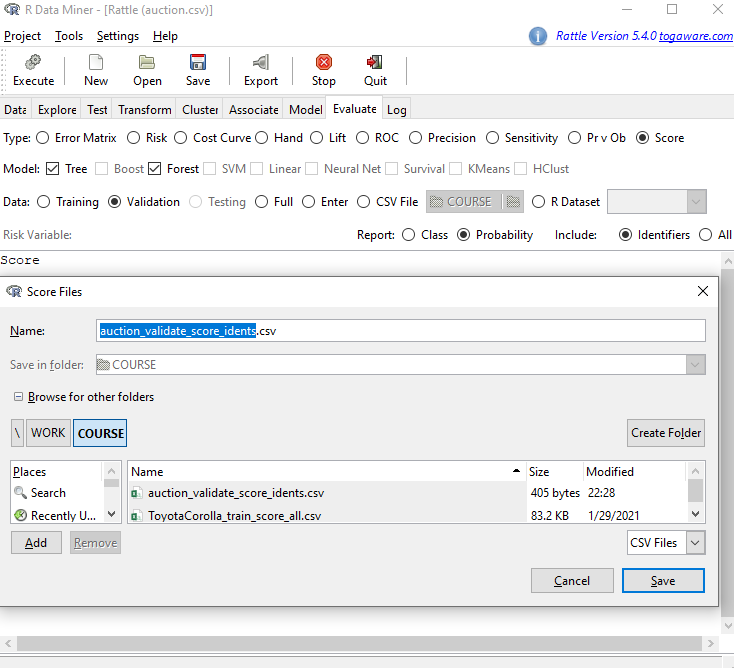 R Data Miner - [Rattle (auction.csv)]
Project Tools Settings Help Rattle Version 5.4.0 togaware.com
Execute New Open Save Export Stop Quit
Data Explore Test Transform Cluster Associate Model Evaluate Log
Type: Error Matrix Risk Cost Curve Hand Lift ROC Precision Sensitivity Pr v Ob Score
Model: Tree Boost Forest SVM Linear Neural Net Survival KMeans HClust
Data: Training Validation Testing Full Enter CSV File COURSE R Dataset
Risk Variable: Report: Class Probability Include: Identifiers All
Score
Score Files
Name: auction_validate_score_idents.csv
Save in folder: COURSE
Browse for other folders
\ WORK COURSE Create Folder
Places Name Size Modified
Search auction_validate_score_idents.csv 405 bytes 22:28
Recently U... ToyotaCorolla_train_score_all.csv 83.2 KB 1/29/2021
Add Remove CSV Files
Cancel Save